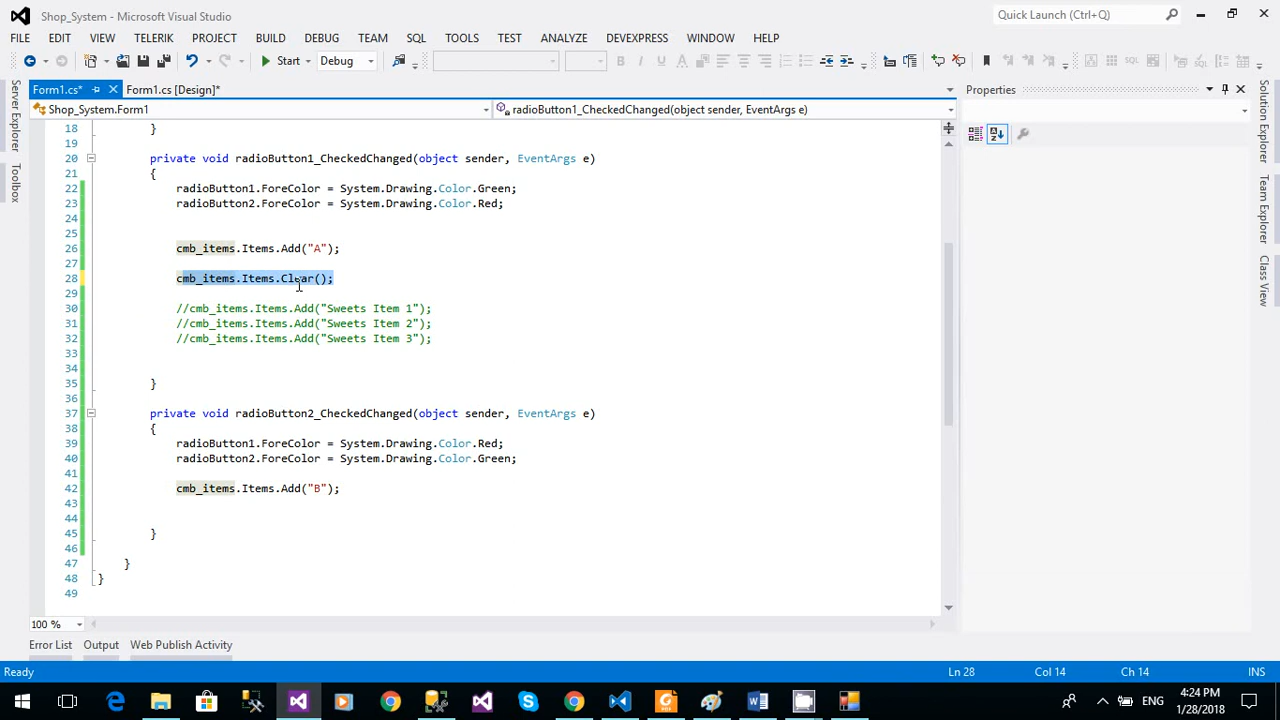 Shop_System - Microsoft Visual Studio
Quick Launch (Ctrl+Q)
FILE EDIT VIEW TELERIK PROJECT BUILD DEBUG TEAM SQL TOOLS TEST ANALYZE DEVEXPRESS WINDOW HELP
Start Debug
Form1.cs* Form1.cs [Design]*
Properties
Shop_System.Form1
radioButton1_CheckedChanged(object sender, EventArgs e)
Server Explorer
Toolbox
Solution Explorer
Team Explorer
18 }
19
20 private void radioButton1_CheckedChanged(object sender, EventArgs e)
21 {
22 radioButton1.ForeColor = System.Drawing.Color.Green;
23 radioButton2.ForeColor = System.Drawing.Color.Red;
24
25
26 cmb_items.Items.Add("A");
27
28 cmb_items.Items.Clear();
29
30 //cmb_items.Items.Add("Sweets Item 1");
31 //cmb_items.Items.Add("Sweets Item 2");
32 //cmb_items.Items.Add("Sweets Item 3");
33
34
35 }
36
37 private void radioButton2_CheckedChanged(object sender, EventArgs e)
38 {
39 radioButton1.ForeColor = System.Drawing.Color.Red;
40 radioButton2.ForeColor = System.Drawing.Color.Green;
41
42 cmb_items.Items.Add("B");
43
44
45 }
46
47 }
48 }
49
100 %
Error List Output Web Publish Activity
Ready Ln 28 Col 14 Ch 14 INS
ENG
4:24 PM
1/28/2018